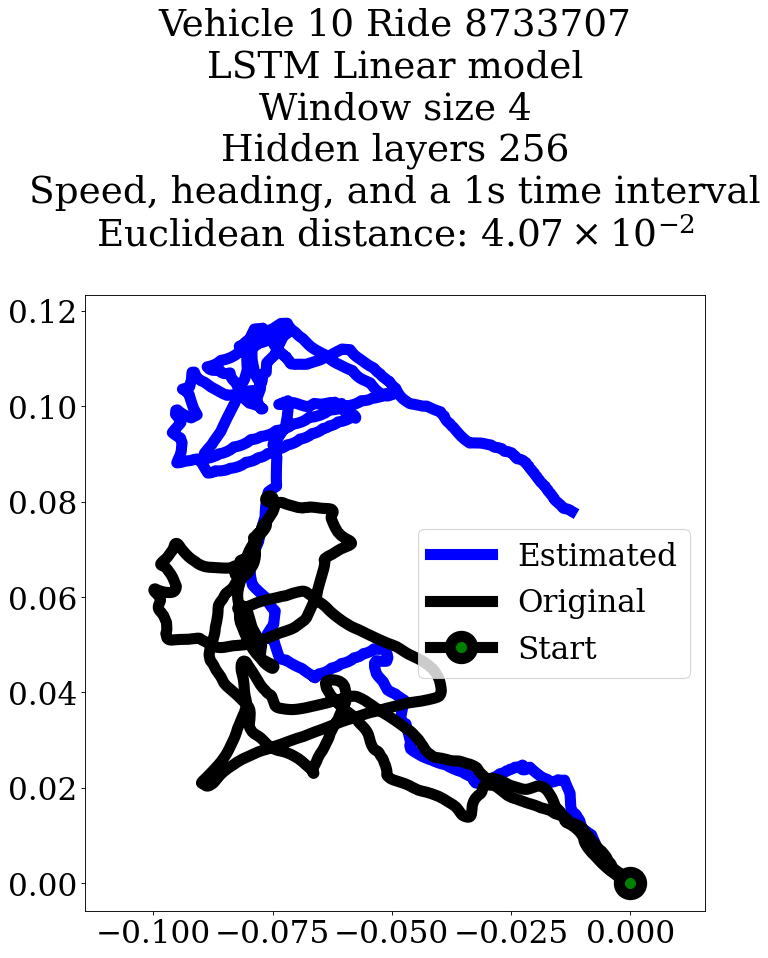 Vehicle 10 Ride 8733707
LSTM Linear model
Window size 4
Hidden layers 256
Speed, heading, and a 1s time interval
Euclidean distance: 4.07 × 10⁻²
0.12
0.10
0.08
0.06
0.04
0.02
0.00
Estimated
Original
Start
−0.100 −0.075 −0.050 −0.025 0.000